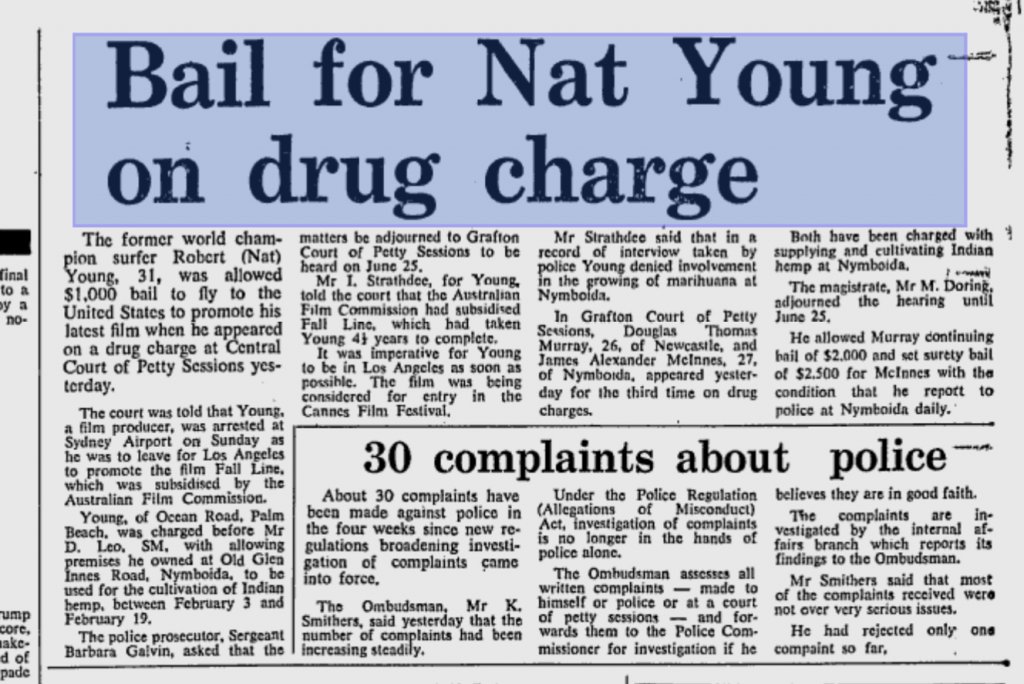 Bail for Nat Young
on drug charge
The former world cham-
pion surfer Robert (Nat)
Young, 31, was allowed
$1,000 bail to fly to the
United States to promote his
latest film when he appeared
on a drug charge at Central
Court of Petty Sessions yes-
terday.
The court was told that Young,
a film producer, was arrested at
Sydney Airport on Sunday as
he was to leave for Los Angeles
to promote the film Fall Line,
which was subsidised by the
Australian Film Commission.
Young, of Ocean Road, Palm
Beach, was charged before Mr
D. Leo, SM, with allowing
premises he owned at Old Glen
Innes Road, Nymboida, to be
used for the cultivation of Indian
hemp, between February 3 and
February 19.
The police prosecutor, Sergeant
Barbara Galvin, asked that the
matters be adjourned to Grafton
Court of Petty Sessions to be
heard on June 25.
Mr I. Strathdee, for Young,
told the court that the Australian
Film Commission had subsidised
Fall Line, which had taken
Young 4½ years to complete.
It was imperative for Young
to be in Los Angeles as soon as
possible. The film was being
considered for entry in the
Cannes Film Festival.
Mr Strathdee said that in a
record of interview taken by
police Young denied involvement
in the growing of marihuana at
Nymboida.
In Grafton Court of Petty
Sessions, Douglas Thomas
Murray, 26, of Newcastle, and
James Alexander McInnes, 27,
of Nymboida, appeared yester-
day for the third time on drug
charges.
Both have been charged with
supplying and cultivating Indian
hemp at Nymboida.
The magistrate, Mr M. Doring,
adjourned the hearing until
June 25.
He allowed Murray continuing
bail of $2,000 and set surety bail
of $2,500 for McInnes with the
condition that he report to
police at Nymboida daily.
30 complaints about police
About 30 complaints have
been made against police in
the four weeks since new re-
gulations broadening investi-
gation of complaints came
into force.
The Ombudsman, Mr K.
Smithers, said yesterday that the
number of complaints had been
increasing steadily.
Under the Police Regulation
(Allegations of Misconduct)
Act, investigation of complaints
is no longer in the hands of
police alone.
The Ombudsman assesses all
written complaints — made to
himself or police or at a court
of petty sessions — and for-
wards them to the Police Com-
missioner for investigation if he
believes they are in good faith.
The complaints are in-
vestigated by the internal af-
fairs branch which reports its
findings to the Ombudsman.
Mr Smithers said that most
of the complaints received were
not over very serious issues.
He had rejected only one
compaint so far.